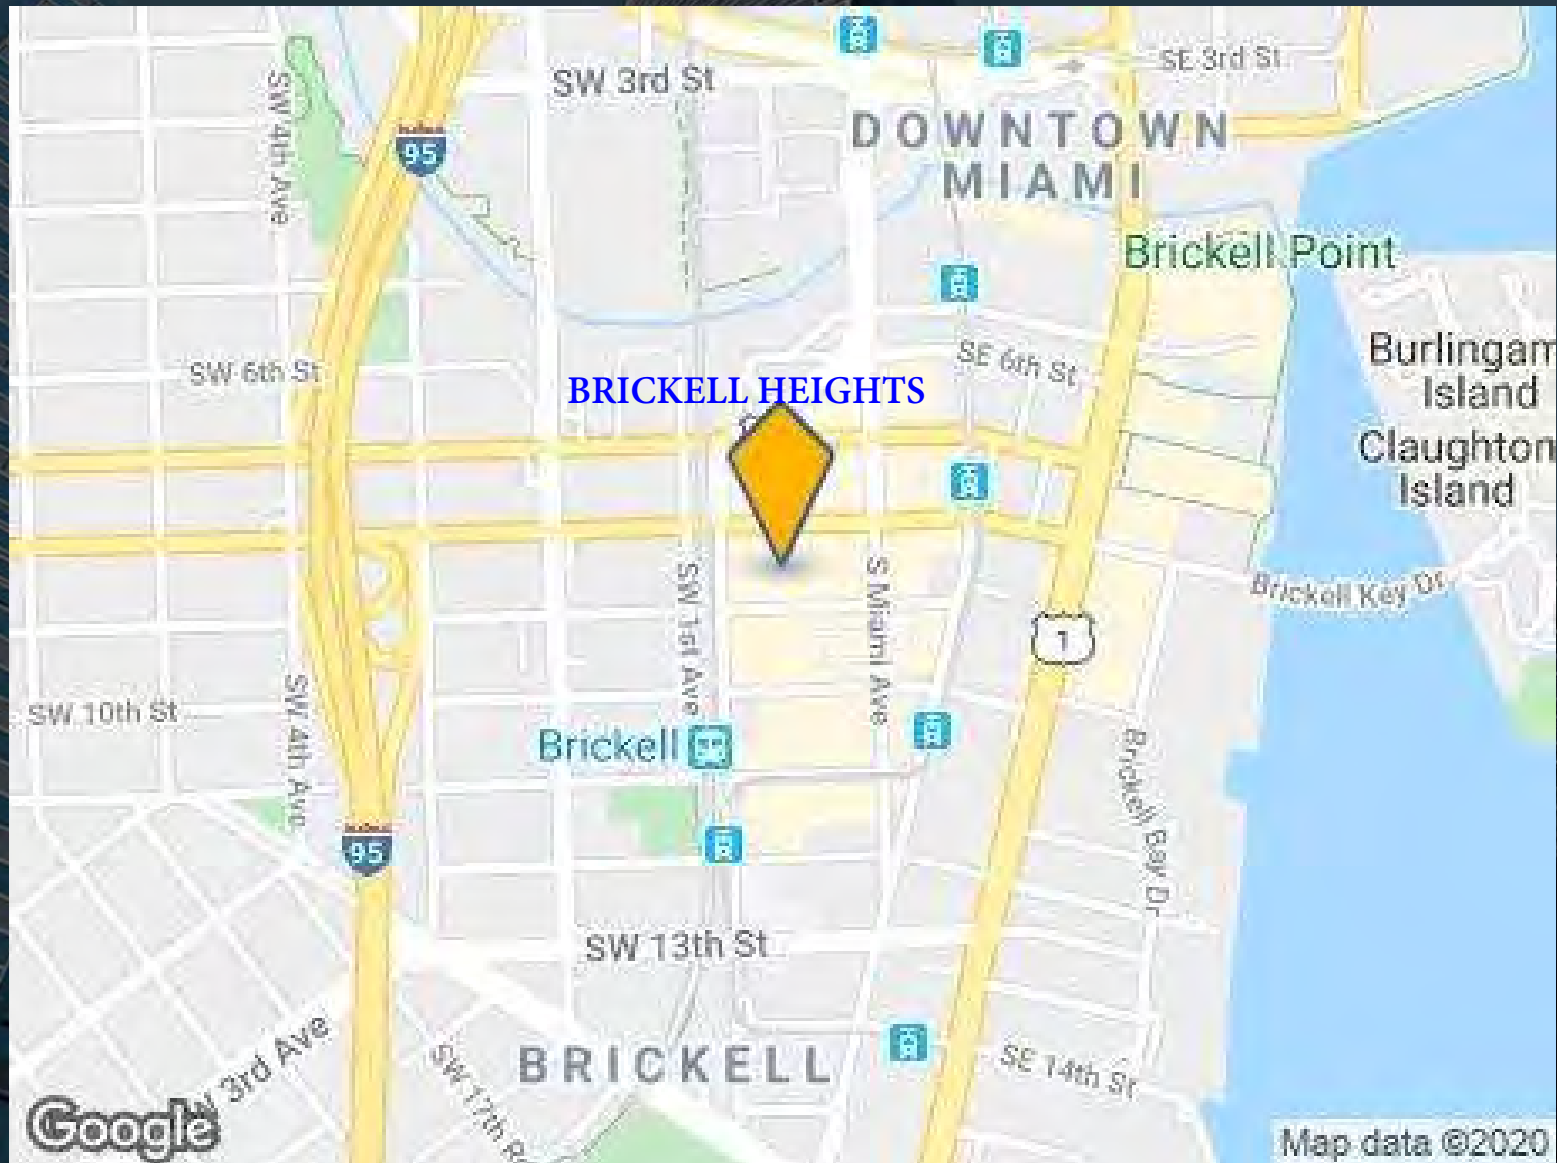 SW 3rd St
SE 3rd St
SW 4th Ave
95
DOWNTOWN
MIAMI
Brickell Point
Burlingam
Island
SW 6th St
SE 6th St
BRICKELL HEIGHTS
Claughton
Island
SW 1st Ave
S Miami Ave
Brickell Key Dr
1
SW 10th St
SW 4th Ave
Brickell
Brickell Bay Dr
95
SW 13th St
W 3rd Ave
SW 17th R
BRICKELL
SE 14th St
Google
Map data ©2020